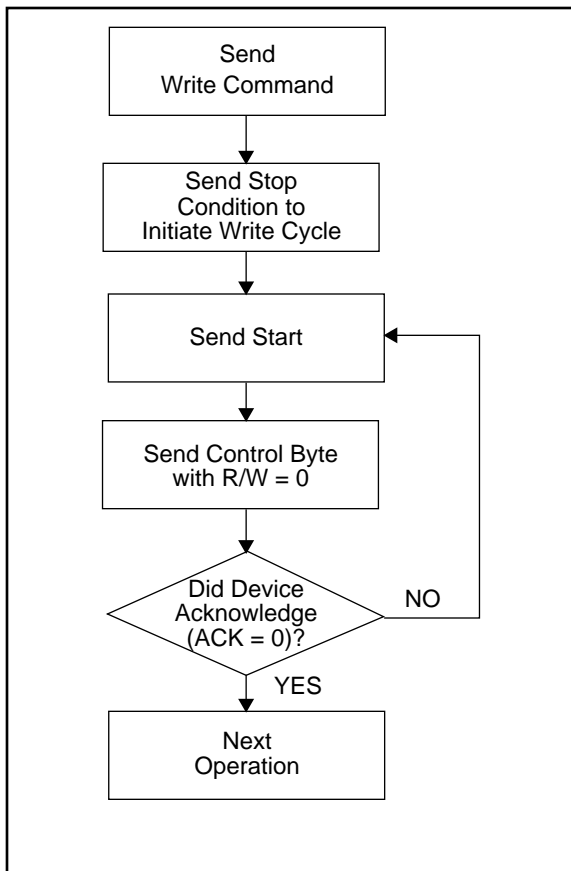 Send
Write Command
Send Stop
Condition to
Initiate Write Cycle
Send Start
Send Control Byte
with R/W = 0
Did Device
Acknowledge
(ACK = 0)?
NO
YES
Next
Operation